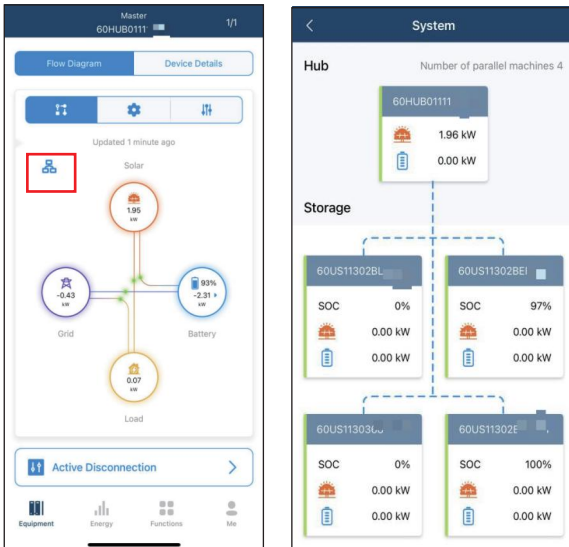 Master
60HUB0111
1/1
Flow Diagram
Device Details
Updated 1 minute ago
Solar
1.95
kW
-0.43
kW
93%
-2.31
kW
Grid
Battery
0.07
kW
Load
Active Disconnection
Equipment
Energy
Functions
Me
System
Hub
Number of parallel machines 4
60HUB01111
1.96 kW
0.00 kW
Storage
60US11302BL
SOC 0%
0.00 kW
0.00 kW
60US11302BE
SOC 97%
0.00 kW
0.00 kW
SOC 0%
0.00 kW
0.00 kW
60US11302E
SOC 100%
0.00 kW
0.00 kW